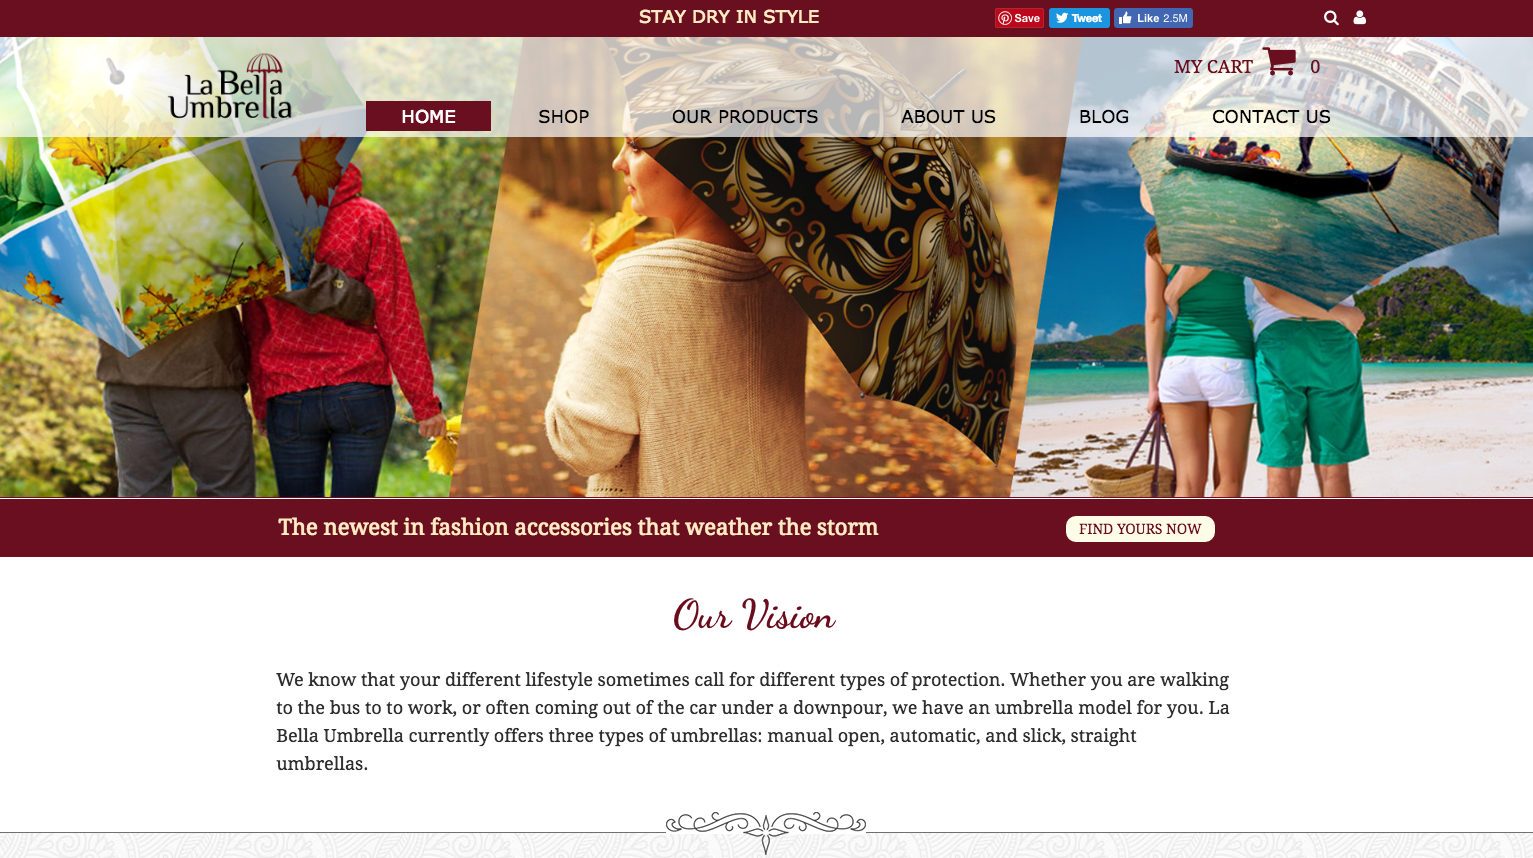 STAY DRY IN STYLE
Save
Tweet
Like 2.5M
MY CART 0
La Bella
Umbrella
HOME
SHOP
OUR PRODUCTS
ABOUT US
BLOG
CONTACT US
The newest in fashion accessories that weather the storm
FIND YOURS NOW
Our Vision
We know that your different lifestyle sometimes call for different types of protection. Whether you are walking
to the bus to to work, or often coming out of the car under a downpour, we have an umbrella model for you. La
Bella Umbrella currently offers three types of umbrellas: manual open, automatic, and slick, straight
umbrellas.